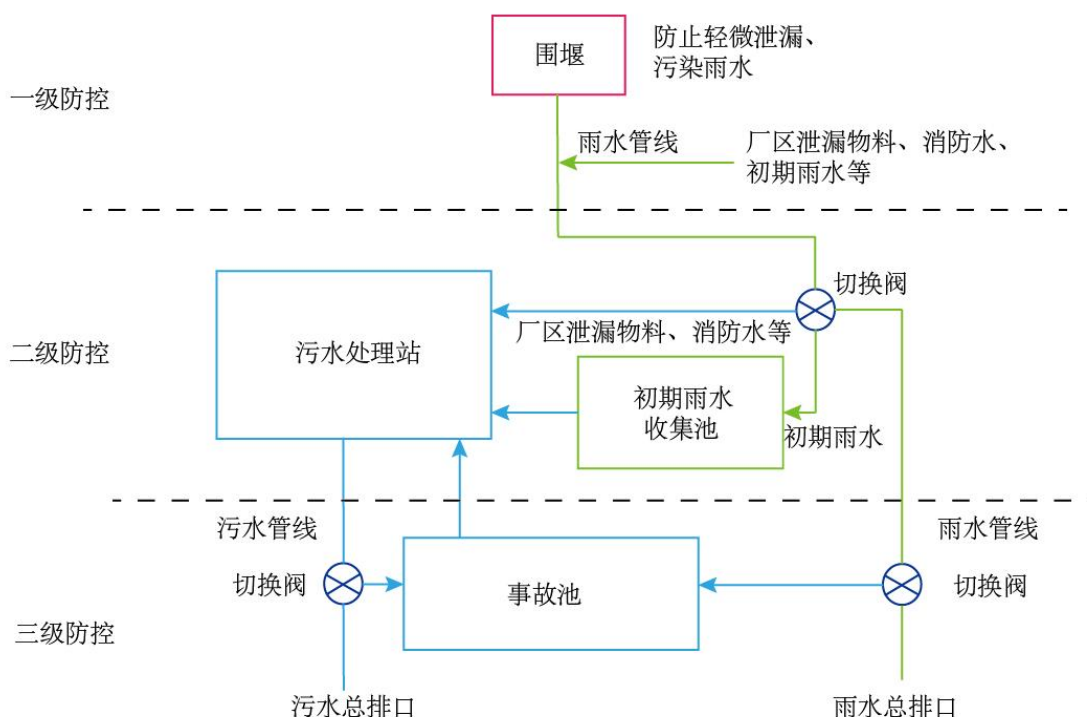 围堰
防止轻微泄漏、
污染雨水
一级防控
雨水管线
厂区泄漏物料、消防水、
初期雨水等
切换阀
厂区泄漏物料、消防水等
二级防控
污水处理站
初期雨水
收集池
初期雨水
污水管线
雨水管线
切换阀
事故池
切换阀
三级防控
污水总排口
雨水总排口